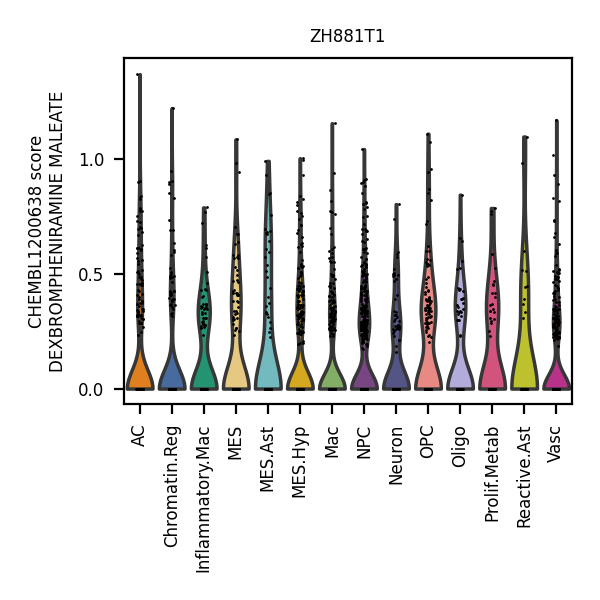 ZH881T1
CHEMBL1200638 score
DEXBROMPHENIRAMINE MALEATE
1.0
0.5
0.0
AC
Chromatin.Reg
Inflammatory.Mac
MES
MES.Ast
MES.Hyp
Mac
NPC
Neuron
OPC
Oligo
Prolif.Metab
Reactive.Ast
Vasc